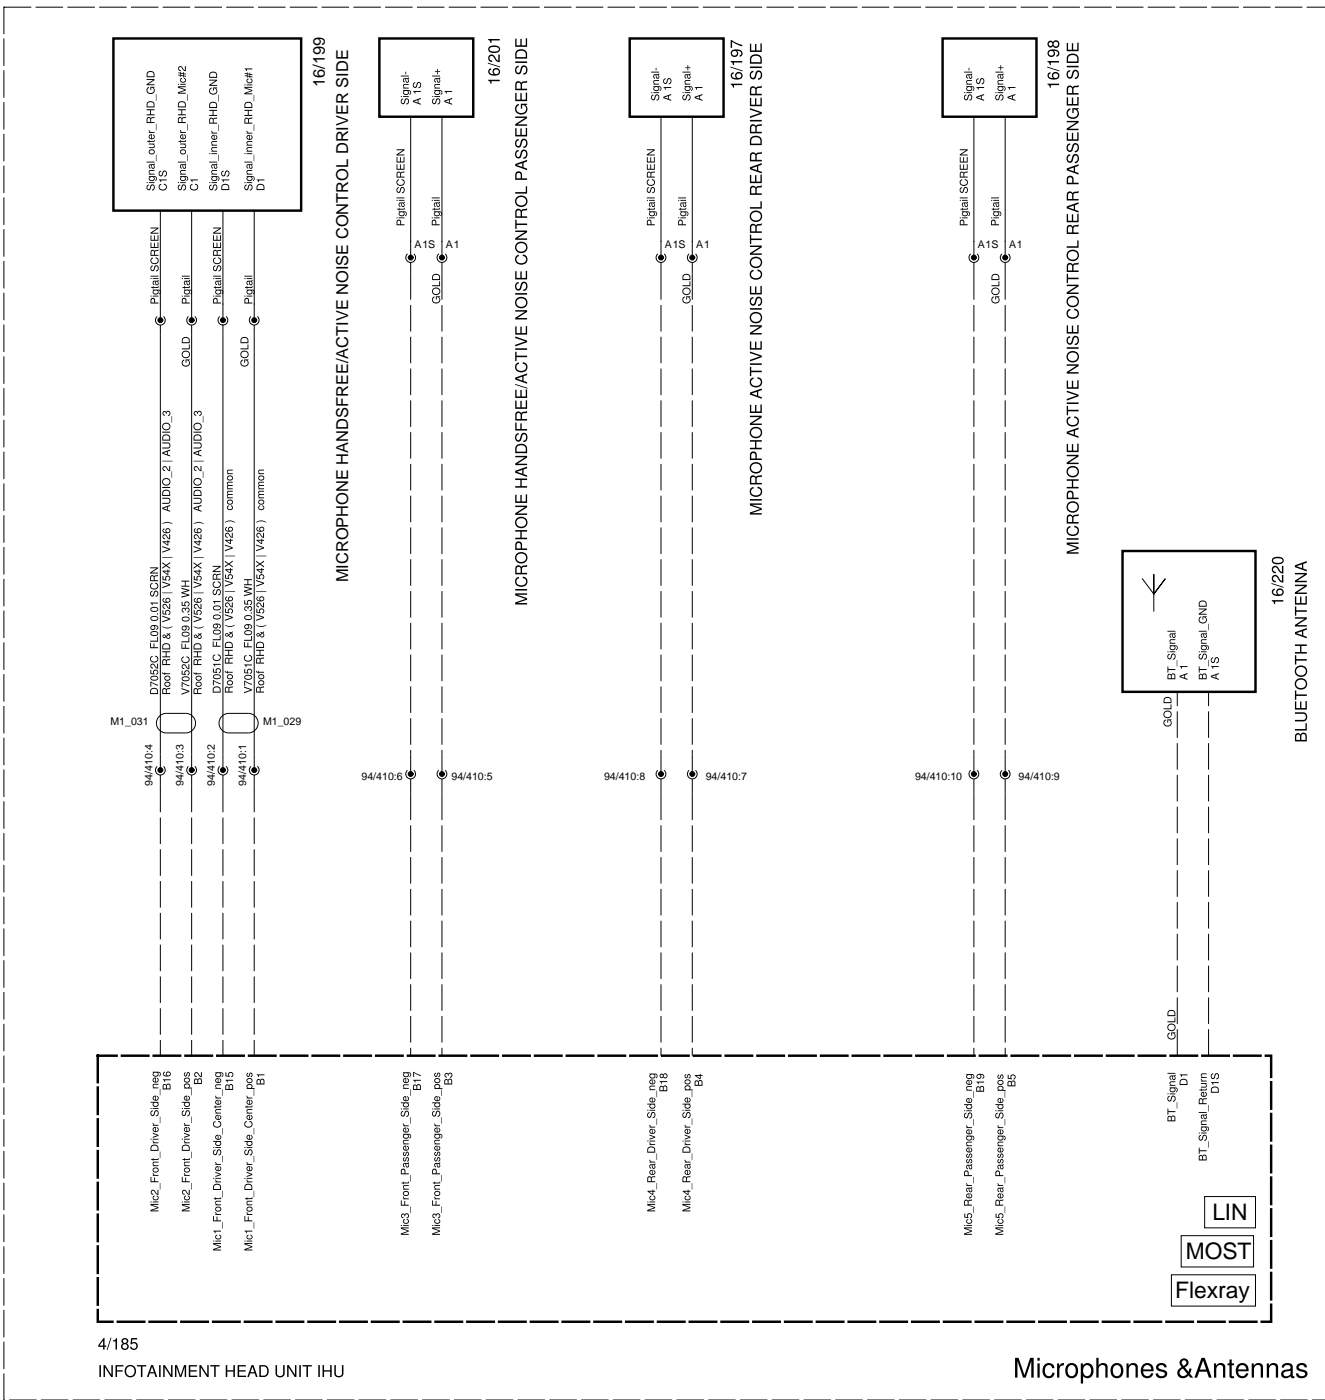 Signal_outer_RHD_GND
C1S
Signal_outer_RHD_Mic#2
C1
Signal_inner_RHD_GND
D1S
Signal_inner_RHD_Mic#1
D1
16/199
MICROPHONE HANDSFREE/ACTIVE NOISE CONTROL DRIVER SIDE
Signal-
A 1S
Signal+
A 1
16/201
MICROPHONE HANDSFREE/ACTIVE NOISE CONTROL PASSENGER SIDE
Signal-
A 1S
Signal+
A 1
16/197
MICROPHONE ACTIVE NOISE CONTROL REAR DRIVER SIDE
Signal-
A 1S
Signal+
A 1
16/198
MICROPHONE ACTIVE NOISE CONTROL REAR PASSENGER SIDE
Pigtail SCREEN
Pigtail
Pigtail SCREEN
Pigtail
Pigtail SCREEN
Pigtail
Pigtail SCREEN
Pigtail
Pigtail SCREEN
Pigtail
A1S
A1
A1S
A1
A1S
A1
GOLD
GOLD
GOLD
GOLD
GOLD
D7052C FL09 0.01 SCRN
Roof RHD & ( V526 | V54X | V426 ) AUDIO_2 | AUDIO_3
V7052C FL09 0.35 WH
Roof RHD & ( V526 | V54X | V426 ) AUDIO_2 | AUDIO_3
D7051C FL09 0.01 SCRN
Roof RHD & ( V526 | V54X | V426 ) common
V7051C FL09 0.35 WH
Roof RHD & ( V526 | V54X | V426 ) common
BT_Signal
A 1
BT_Signal_GND
A 1S
16/220
BLUETOOTH ANTENNA
GOLD
M1_031
M1_029
94/410:4
94/410:3
94/410:2
94/410:1
94/410:6
94/410:5
94/410:8
94/410:7
94/410:10
94/410:9
GOLD
Mic2_Front_Driver_Side_neg
B16
Mic2_Front_Driver_Side_pos
B2
Mic1_Front_Driver_Side_Center_neg
B15
Mic1_Front_Driver_Side_Center_pos
B1
Mic3_Front_Passenger_Side_neg
B17
Mic3_Front_Passenger_Side_pos
B3
Mic4_Rear_Driver_Side_neg
B18
Mic4_Rear_Driver_Side_pos
B4
Mic5_Rear_Passenger_Side_neg
B19
Mic5_Rear_Passenger_Side_pos
B5
BT_Signal
D1
BT_Signal_Return
D1S
LIN
MOST
Flexray
4/185
INFOTAINMENT HEAD UNIT IHU
Microphones &Antennas